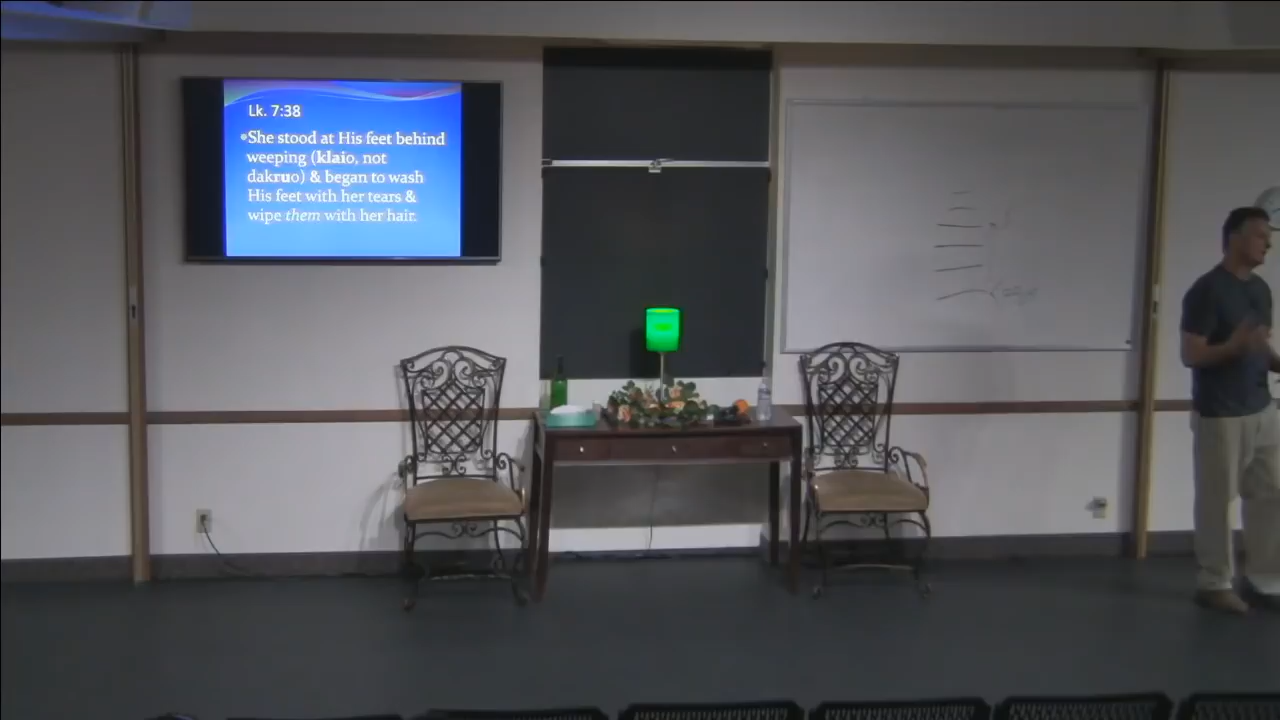 Lk. 7:38
She stood at His feet behind
weeping (klaio, not
dakruo) & began to wash
His feet with her tears &
wipe them with her hair.